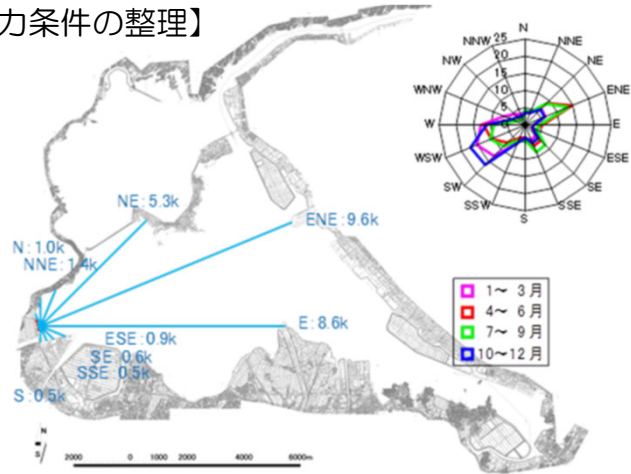 力条件の整理】
NE:5.3k
ENE:9.6k
N:1.0k
NNE:1.4k
E:8.6k
ESE:0.9k
SE:0.6k
SSE:0.5k
S:0.5k
N
S
2000 0 2000 4000 6000m
25
20
15
10
5
0
N
NNE
NE
ENE
E
ESE
SE
SSE
S
SSW
SW
WSW
W
WNW
NW
NNW
1～ 3月
4～ 6月
7～ 9月
10～12月